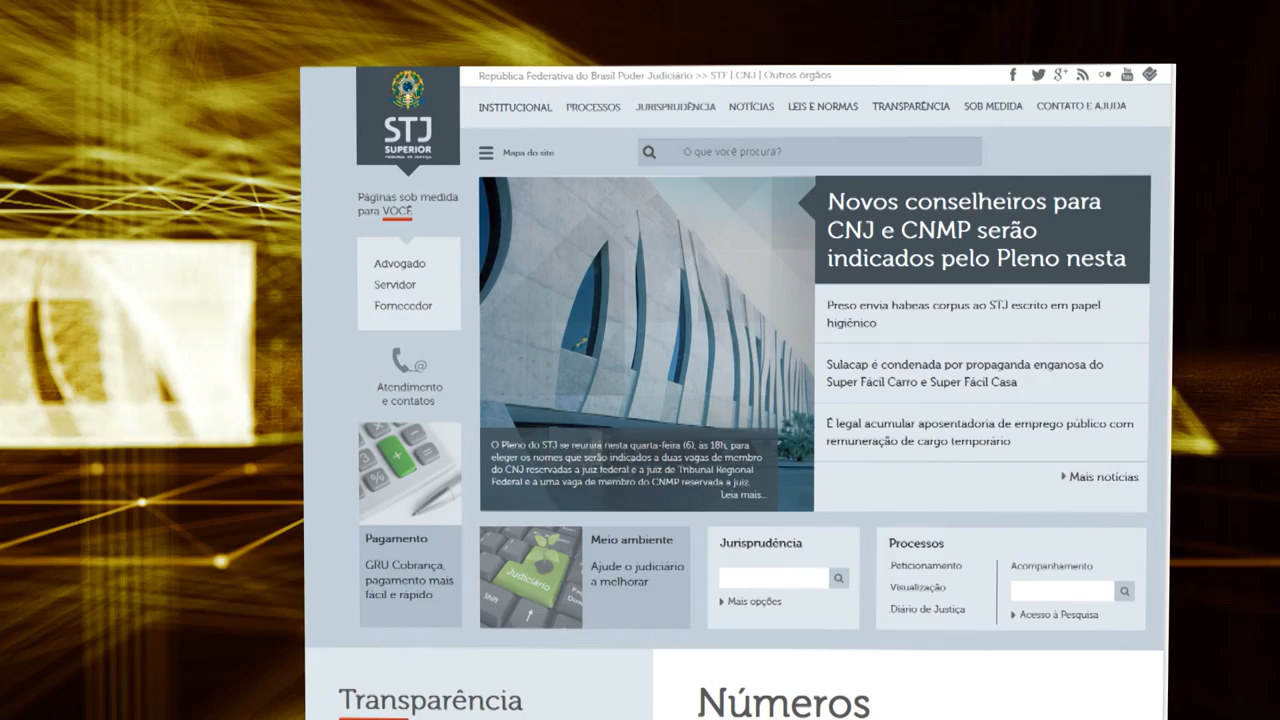 República Federativa do Brasil Poder Judiciário >> STF | CNJ | Outros órgãos
STJ
SUPERIOR
TRIBUNAL DA JUSTIÇA
INSTITUCIONAL PROCESSOS JURISPRUDÊNCIA NOTÍCIAS LEIS E NORMAS TRANSPARÊNCIA SOB MEDIDA CONTATO E AJUDA
Mapa do site
O que você procura?
Páginas sob medida
para VOCÊ
Advogado
Servidor
Fornecedor
Atendimento
e contatos
Novos conselheiros para
CNJ e CNMP serão
indicados pelo Pleno nesta
Preso envia habeas corpus ao STJ escrito em papel
higiênico
Sulacap é condenada por propaganda enganosa do
Super Fácil Carro e Super Fácil Casa
É legal acumular aposentadoria de emprego público com
remuneração de cargo temporário
Mais notícias
O Pleno do STJ se reunirá nesta quarta-feira (6), às 18h, para
eleger os nomes que serão indicados a duas vagas de membro
do CNJ reservadas a juiz federal e a juiz de Tribunal Regional
Federal e a uma vaga de membro do CNMP reservada a juiz.
Leia mais...
Pagamento
GRU Cobrança,
pagamento mais
fácil e rápido
Judiciário
Shift
Meio ambiente
Ajude o judiciário
a melhorar
Jurisprudência
Mais opções
Processos
Peticionamento
Visualização
Diário de Justiça
Acompanhamento
Acesso à Pesquisa
Transparência
Números